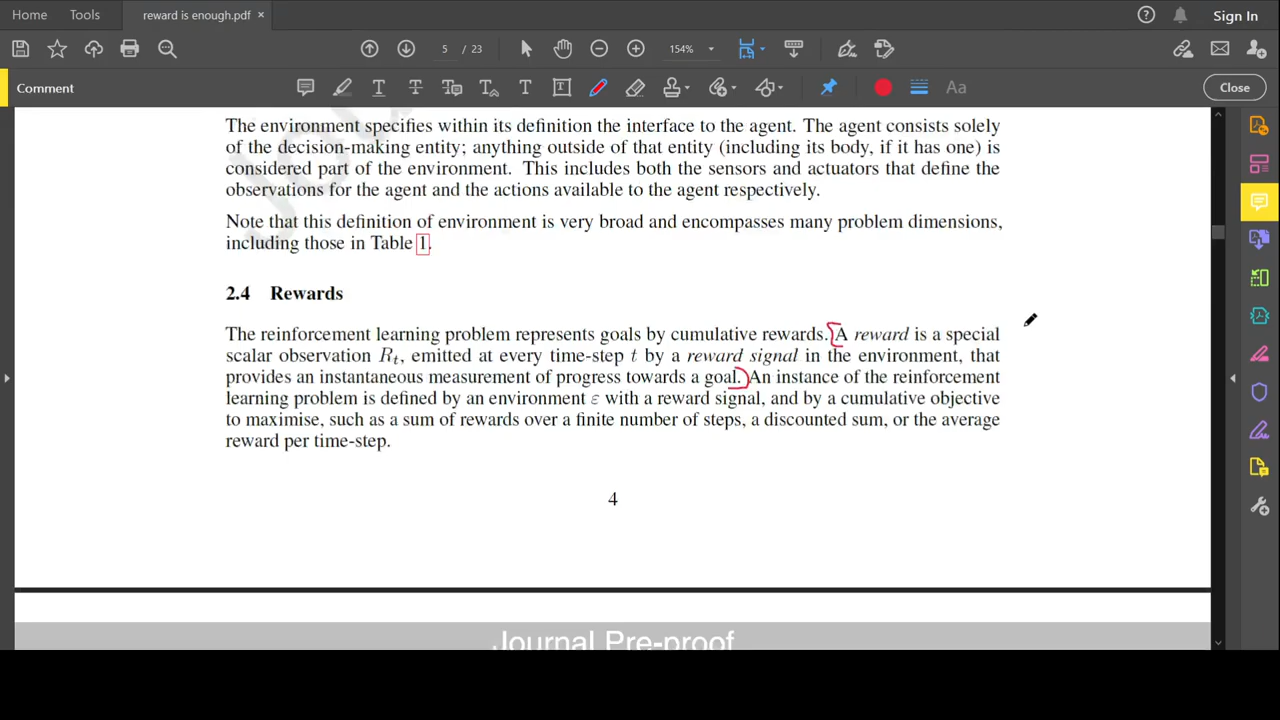 Home Tools reward is enough.pdf × Sign In
5 / 23 154%
Comment Close
The environment specifies within its definition the interface to the agent. The agent consists solely
of the decision-making entity; anything outside of that entity (including its body, if it has one) is
considered part of the environment. This includes both the sensors and actuators that define the
observations for the agent and the actions available to the agent respectively.
Note that this definition of environment is very broad and encompasses many problem dimensions,
including those in Table 1.
2.4 Rewards
The reinforcement learning problem represents goals by cumulative rewards. A reward is a special
scalar observation Rt, emitted at every time-step t by a reward signal in the environment, that
provides an instantaneous measurement of progress towards a goal. An instance of the reinforcement
learning problem is defined by an environment ε with a reward signal, and by a cumulative objective
to maximise, such as a sum of rewards over a finite number of steps, a discounted sum, or the average
reward per time-step.
4
Journal Pre-proof